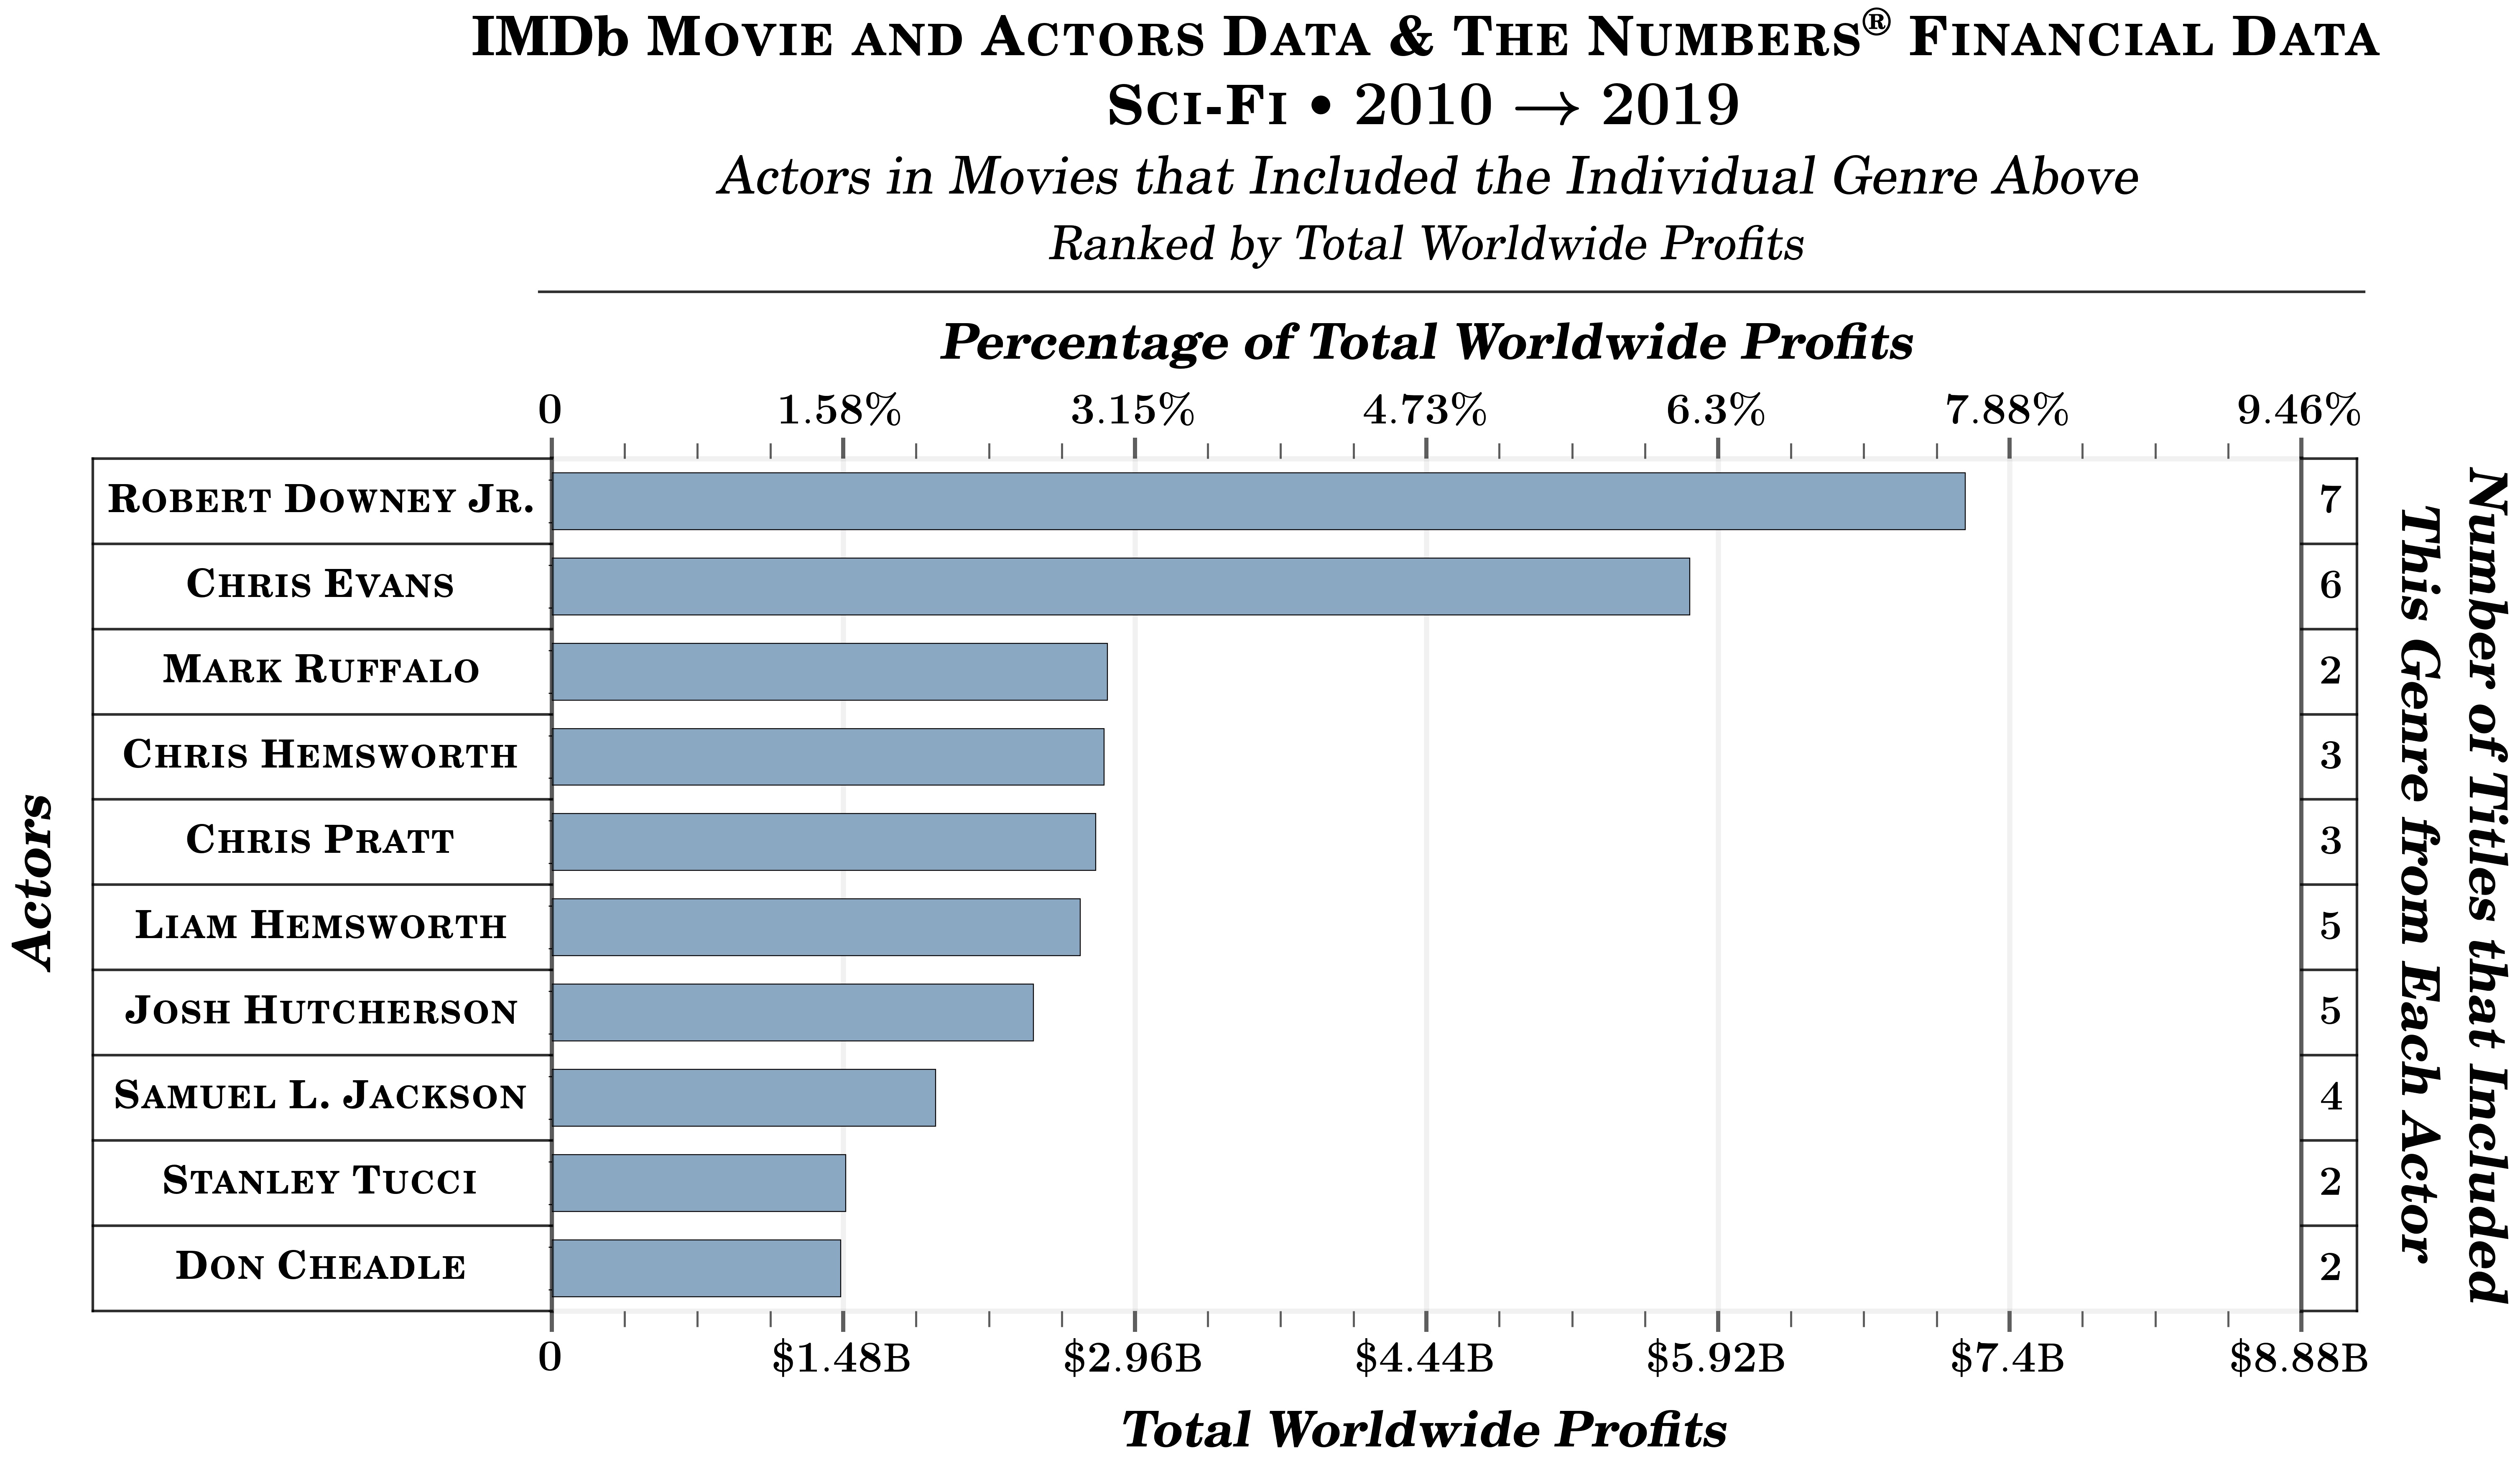 IMDb Movie and Actors Data & The Numbers® Financial Data
Sci-Fi • 2010 → 2019
Actors in Movies that Included the Individual Genre Above
Ranked by Total Worldwide Profits
Percentage of Total Worldwide Profits
0 1.58% 3.15% 4.73% 6.3% 7.88% 9.46%
Actors
Robert Downey Jr. 7
Chris Evans 6
Mark Ruffalo 2
Chris Hemsworth 3
Chris Pratt 3
Liam Hemsworth 5
Josh Hutcherson 5
Samuel L. Jackson 4
Stanley Tucci 2
Don Cheadle 2
Number of Titles that Included
This Genre from Each Actor
0 $1.48B $2.96B $4.44B $5.92B $7.4B $8.88B
Total Worldwide Profits